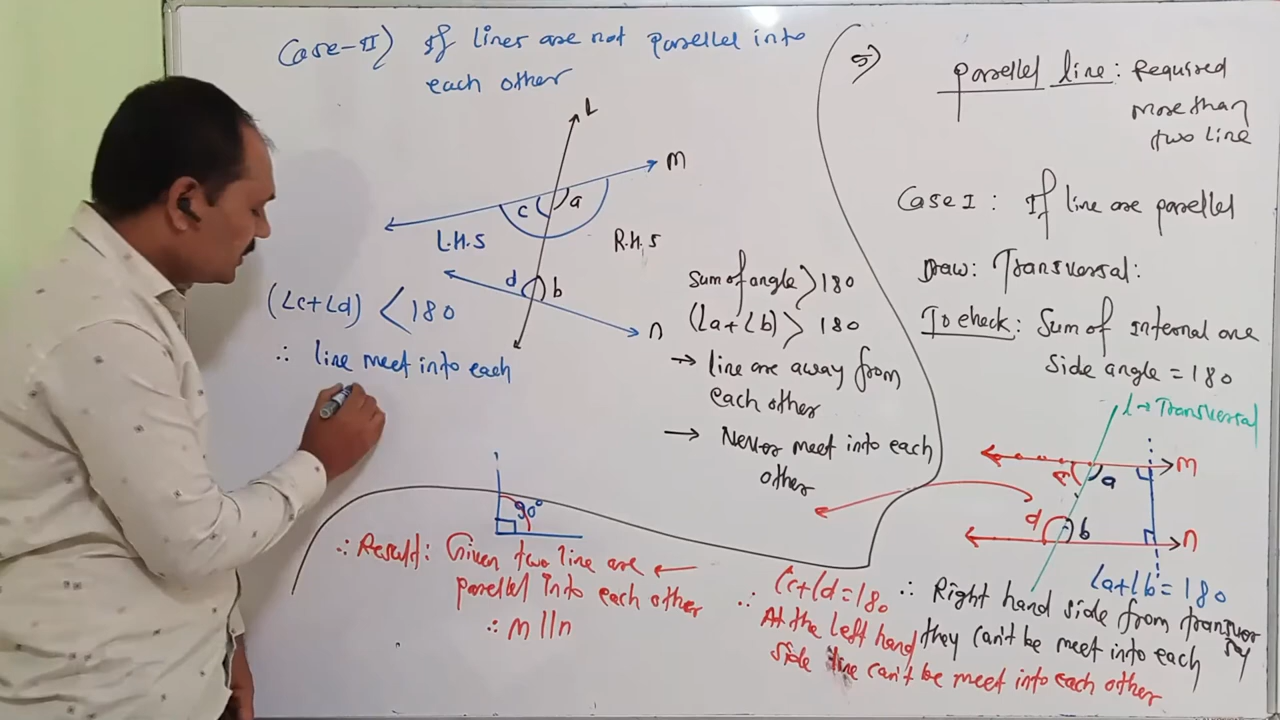 Case-II) If lines are not parellel into
each other
L
m
c
a
L.H.S
R.H.S
d
b
n
(∠c+∠d) < 180
∴ line meet into each
Sum of angle > 180
(∠a+∠b) > 180
→ line are away from
each other
→ Never meet into each
other
90°
∴ Result: Given two line are ←
parellel into each other
∴ m || n
5)
parellel line: Required
more than
two line
Case I: If line are parellel
Draw: Transversal:
To check: Sum of internal one
side angle = 180
l → Transversal
m
c
a
d
b
n
∠a+∠b = 180
∴ Right hand side from transversal
they can't be meet into each
∴ ∠c+∠d = 180
At the left hand
side line can't be meet into each other